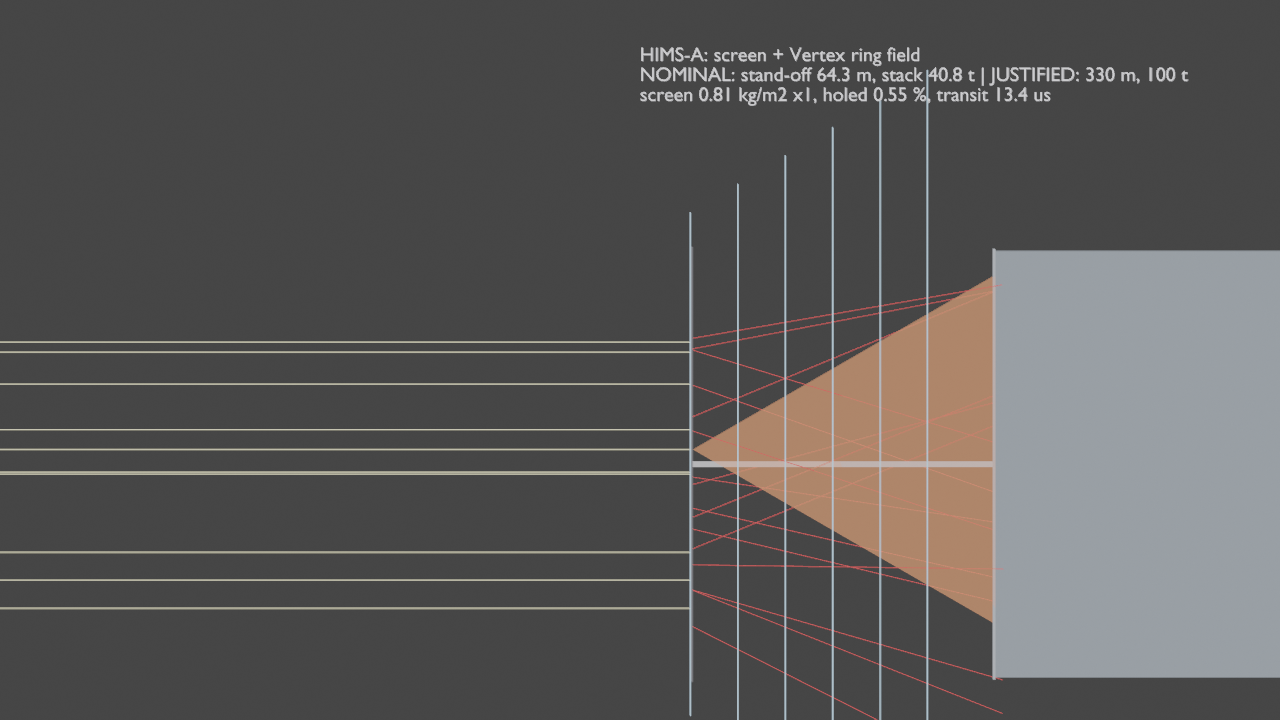 HIMS-A: screen + Vertex ring field
NOMINAL: stand-off 64.3 m, stack 40.8 t | JUSTIFIED: 330 m, 100 t
screen 0.81 kg/m2 x1, holed 0.55 %, transit 13.4 us